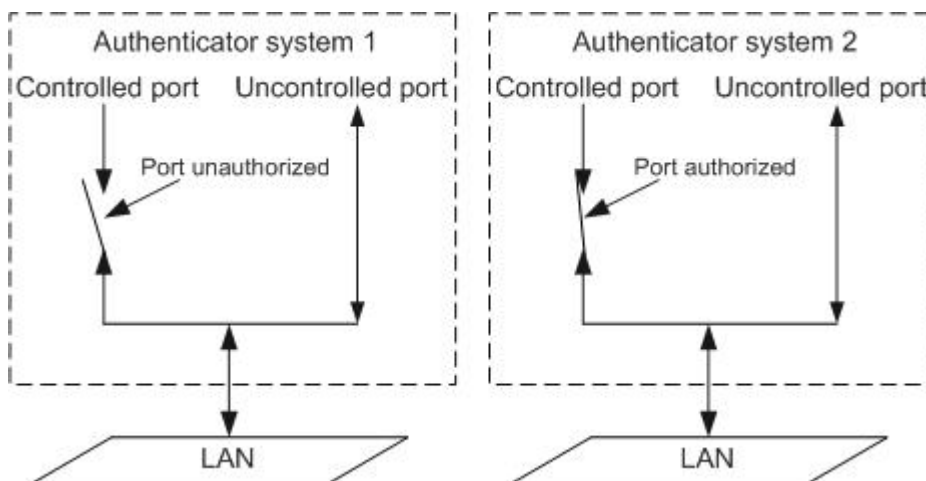 Authenticator system 1
Controlled port
Uncontrolled port
Port unauthorized
LAN
Authenticator system 2
Controlled port
Uncontrolled port
Port authorized
LAN